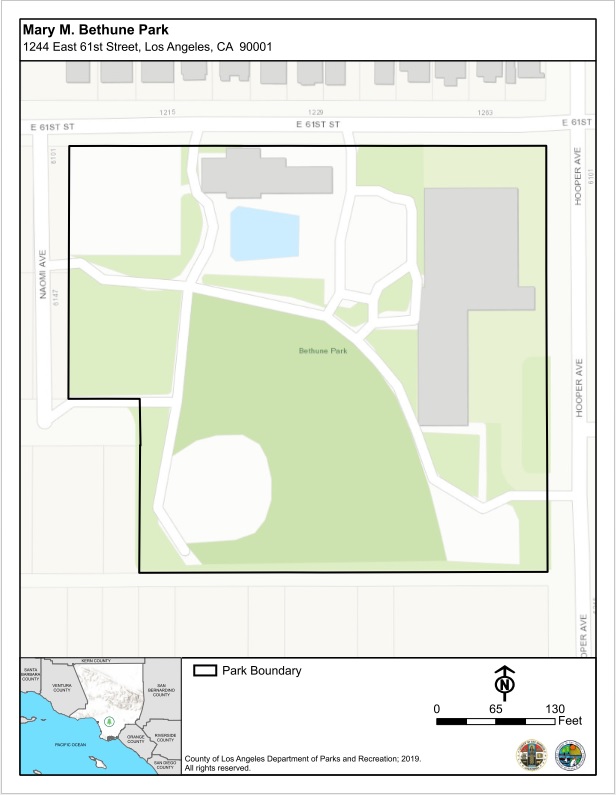 Mary M. Bethune Park
1244 East 61st Street, Los Angeles, CA 90001
1215
1229
1263
E 61ST ST
E 61ST ST
E 61ST
6101
HOOPER AVE
6101
NAOMI AVE
6147
Bethune Park
HOOPER AVE
OPER AVE
KERN COUNTY
SANTA BARBARA COUNTY
VENTURA COUNTY
SAN BERNARDINO COUNTY
ORANGE COUNTY
RIVERSIDE COUNTY
SAN DIEGO COUNTY
PACIFIC OCEAN
Park Boundary
N
0 65 130
Feet
County of Los Angeles Department of Parks and Recreation; 2019.
All rights reserved.